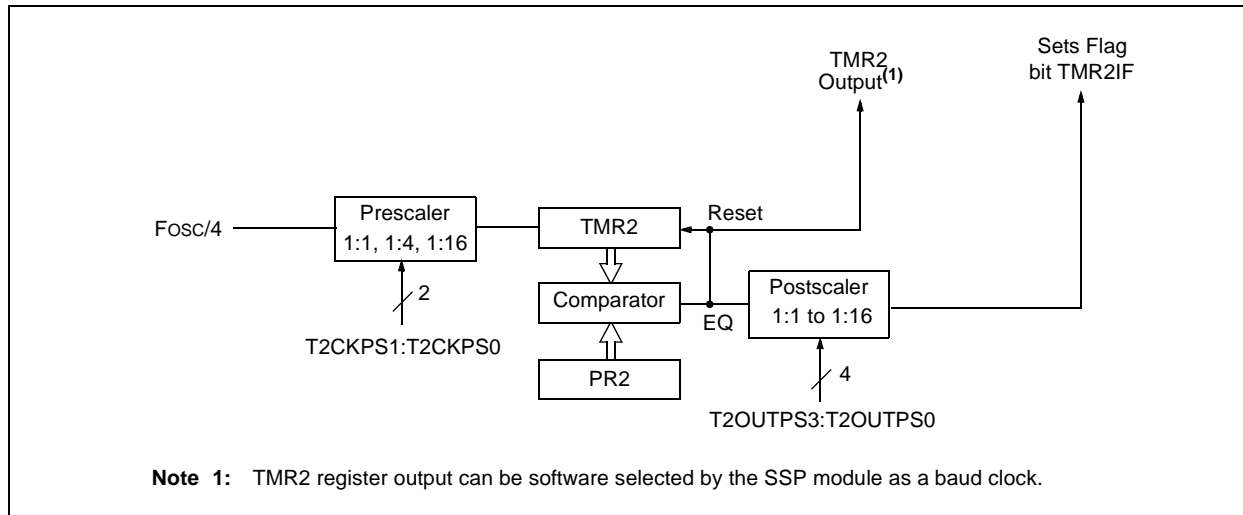 TMR2
Output(1)
Sets Flag
bit TMR2IF
FOSC/4
Prescaler
1:1, 1:4, 1:16
2
T2CKPS1:T2CKPS0
TMR2
Reset
Comparator
EQ
PR2
Postscaler
1:1 to 1:16
4
T2OUTPS3:T2OUTPS0
Note 1: TMR2 register output can be software selected by the SSP module as a baud clock.